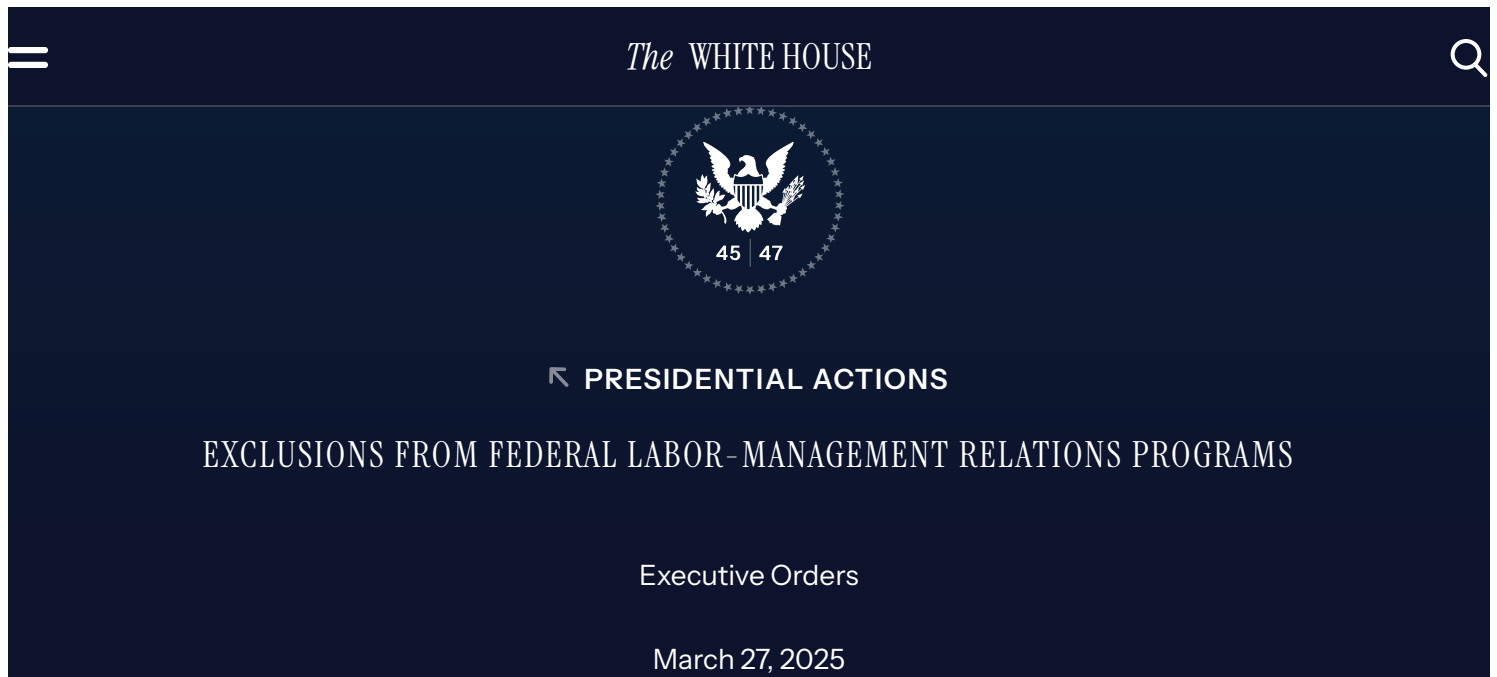 The WHITE HOUSE
45 | 47
PRESIDENTIAL ACTIONS
EXCLUSIONS FROM FEDERAL LABOR-MANAGEMENT RELATIONS PROGRAMS
Executive Orders
March 27, 2025